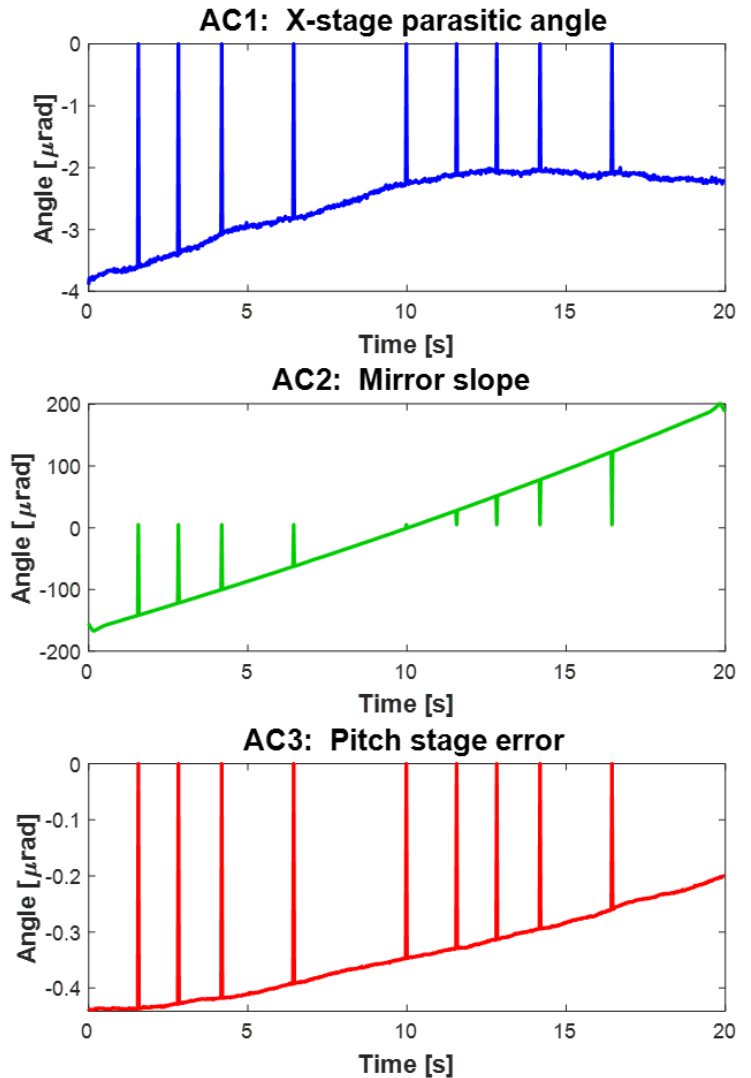 AC1:  X-stage parasitic angle
Angle [μrad]
0
-1
-2
-3
-4
0 5 10 15 20
Time [s]
AC2:  Mirror slope
Angle [μrad]
200
100
0
-100
-200
0 5 10 15 20
Time [s]
AC3:  Pitch stage error
Angle [μrad]
0
-0.1
-0.2
-0.3
-0.4
0 5 10 15 20
Time [s]